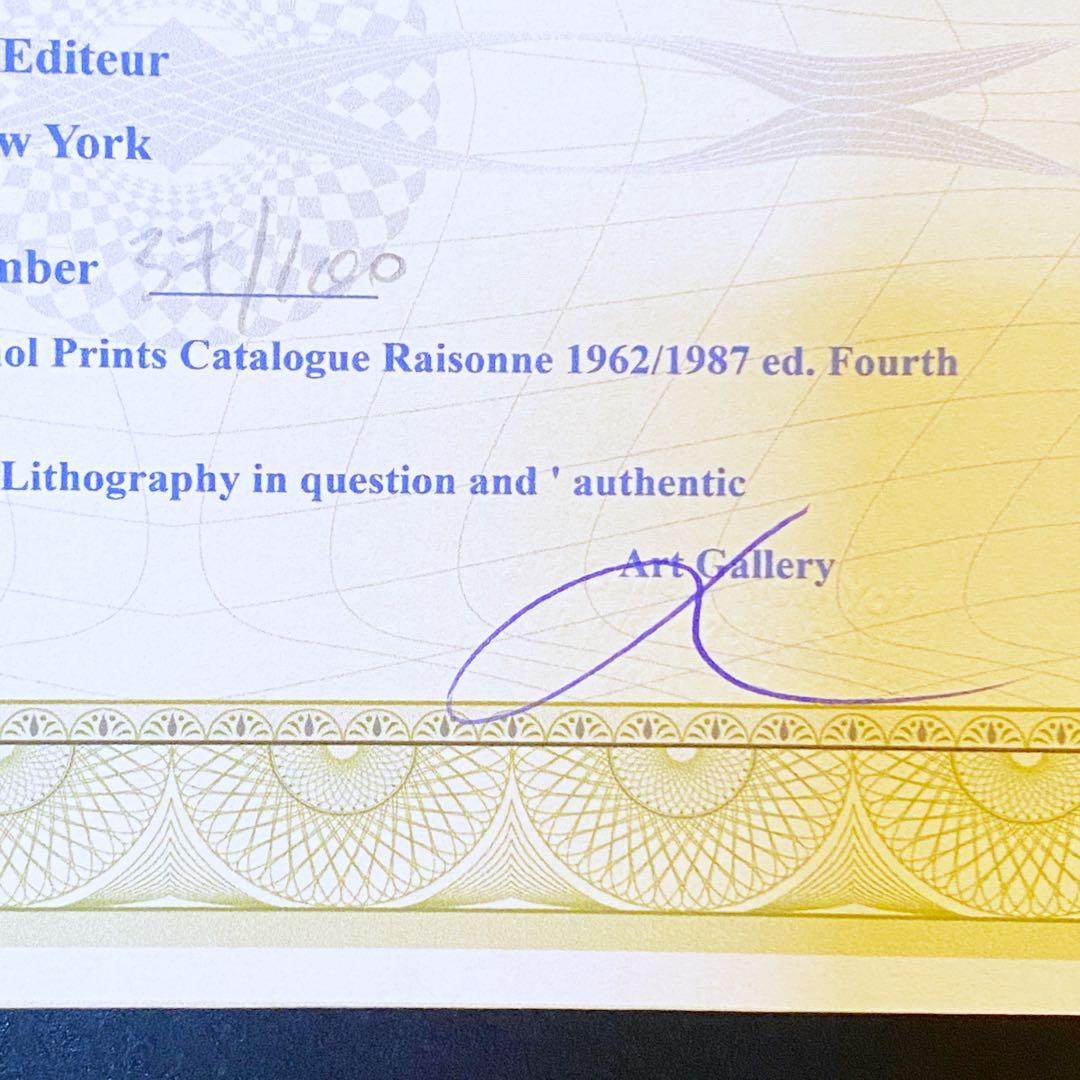 Editeur
w York
mber 37/100
ol Prints Catalogue Raisonne 1962/1987 ed. Fourth
Lithography in question and ' authentic
Art Gallery